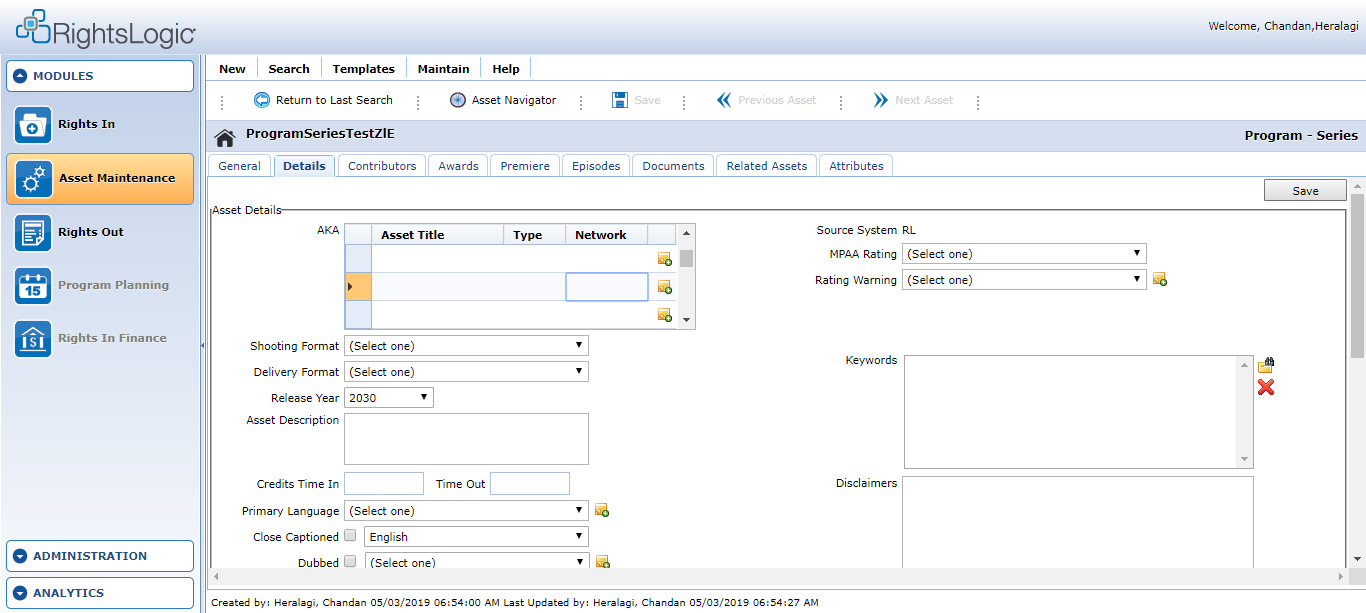 RightsLogic
Welcome, Chandan,Heralagi
MODULES
Rights In
Asset Maintenance
Rights Out
15
Program Planning
$
Rights In Finance
ADMINISTRATION
ANALYTICS
New Search Templates Maintain Help
Return to Last Search Asset Navigator Save Previous Asset Next Asset
ProgramSeriesTestZlE Program - Series
General Details Contributors Awards Premiere Episodes Documents Related Assets Attributes
Save
Asset Details
AKA Asset Title Type Network
Source System RL
MPAA Rating (Select one)
Rating Warning (Select one)
Shooting Format (Select one)
Delivery Format (Select one)
Release Year 2030
Asset Description
Keywords
Credits Time In Time Out
Disclaimers
Primary Language (Select one)
Close Captioned English
Dubbed (Select one)
Created by: Heralagi, Chandan 05/03/2019 06:54:00 AM Last Updated by: Heralagi, Chandan 05/03/2019 06:54:27 AM